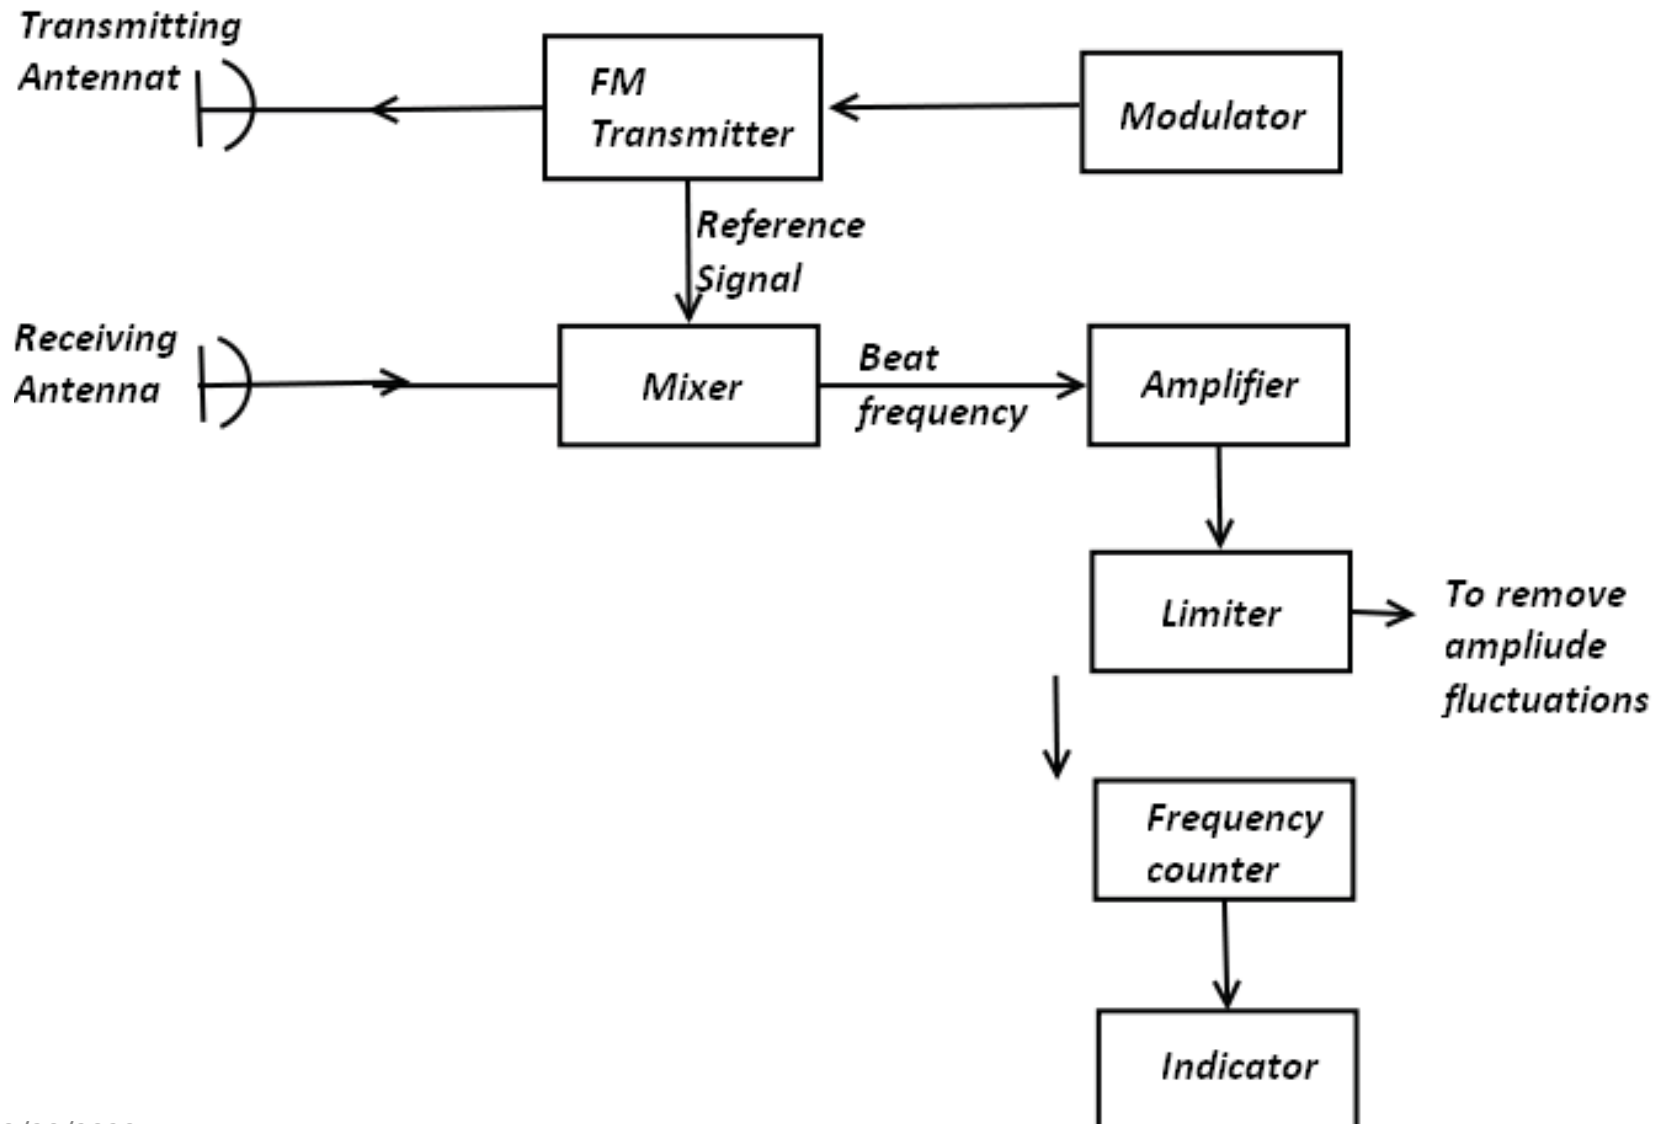 Transmitting
Antennat
FM
Transmitter
Modulator
Reference
Signal
Receiving
Antenna
Mixer
Beat
frequency
Amplifier
Limiter
To remove
ampliude
fluctuations
Frequency
counter
Indicator